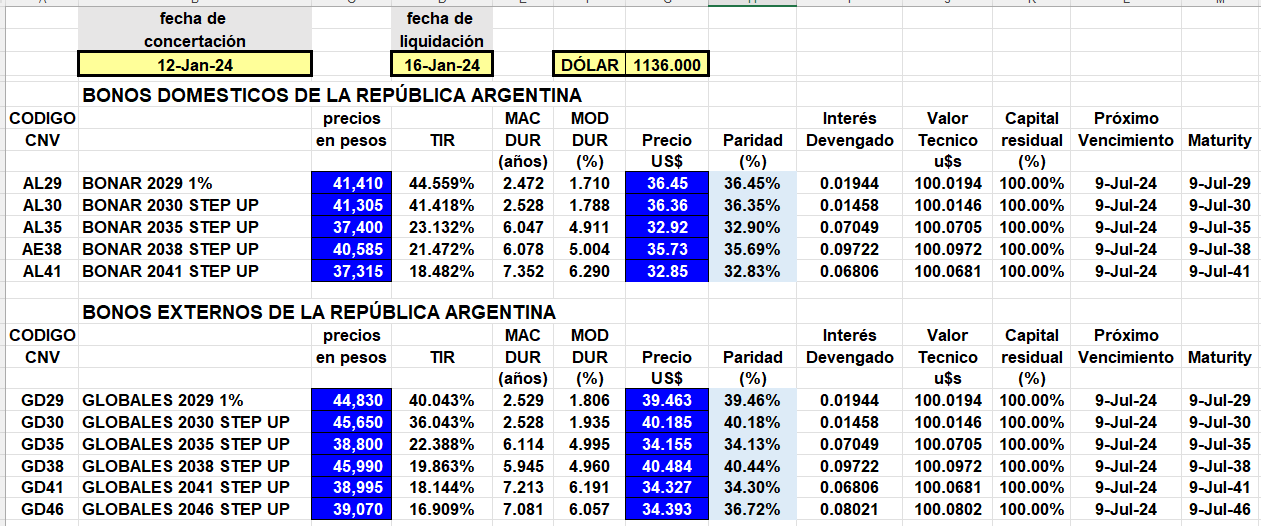 fecha de fecha de
concertación liquidación
12-Jan-24 16-Jan-24 DÓLAR 1136.000
BONOS DOMESTICOS DE LA REPÚBLICA ARGENTINA
CODIGO precios MAC MOD Interés Valor Capital Próximo
CNV en pesos TIR DUR DUR Precio Paridad Devengado Tecnico residual Vencimiento Maturity
(años) (%) US$ (%) u$s (%)
AL29 BONAR 2029 1% 41,410 44.559% 2.472 1.710 36.45 36.45% 0.01944 100.0194 100.00% 9-Jul-24 9-Jul-29
AL30 BONAR 2030 STEP UP 41,305 41.418% 2.528 1.788 36.36 36.35% 0.01458 100.0146 100.00% 9-Jul-24 9-Jul-30
AL35 BONAR 2035 STEP UP 37,400 23.132% 6.047 4.911 32.92 32.90% 0.07049 100.0705 100.00% 9-Jul-24 9-Jul-35
AE38 BONAR 2038 STEP UP 40,585 21.472% 6.078 5.004 35.73 35.69% 0.09722 100.0972 100.00% 9-Jul-24 9-Jul-38
AL41 BONAR 2041 STEP UP 37,315 18.482% 7.352 6.290 32.85 32.83% 0.06806 100.0681 100.00% 9-Jul-24 9-Jul-41
BONOS EXTERNOS DE LA REPÚBLICA ARGENTINA
CODIGO precios MAC MOD Interés Valor Capital Próximo
CNV en pesos TIR DUR DUR Precio Paridad Devengado Tecnico residual Vencimiento Maturity
(años) (%) US$ (%) u$s (%)
GD29 GLOBALES 2029 1% 44,830 40.043% 2.529 1.806 39.463 39.46% 0.01944 100.0194 100.00% 9-Jul-24 9-Jul-29
GD30 GLOBALES 2030 STEP UP 45,650 36.043% 2.528 1.935 40.185 40.18% 0.01458 100.0146 100.00% 9-Jul-24 9-Jul-30
GD35 GLOBALES 2035 STEP UP 38,800 22.388% 6.114 4.995 34.155 34.13% 0.07049 100.0705 100.00% 9-Jul-24 9-Jul-35
GD38 GLOBALES 2038 STEP UP 45,990 19.863% 5.945 4.960 40.484 40.44% 0.09722 100.0972 100.00% 9-Jul-24 9-Jul-38
GD41 GLOBALES 2041 STEP UP 38,995 18.144% 7.213 6.191 34.327 34.30% 0.06806 100.0681 100.00% 9-Jul-24 9-Jul-41
GD46 GLOBALES 2046 STEP UP 39,070 16.909% 7.081 6.057 34.393 36.72% 0.08021 100.0802 100.00% 9-Jul-24 9-Jul-46